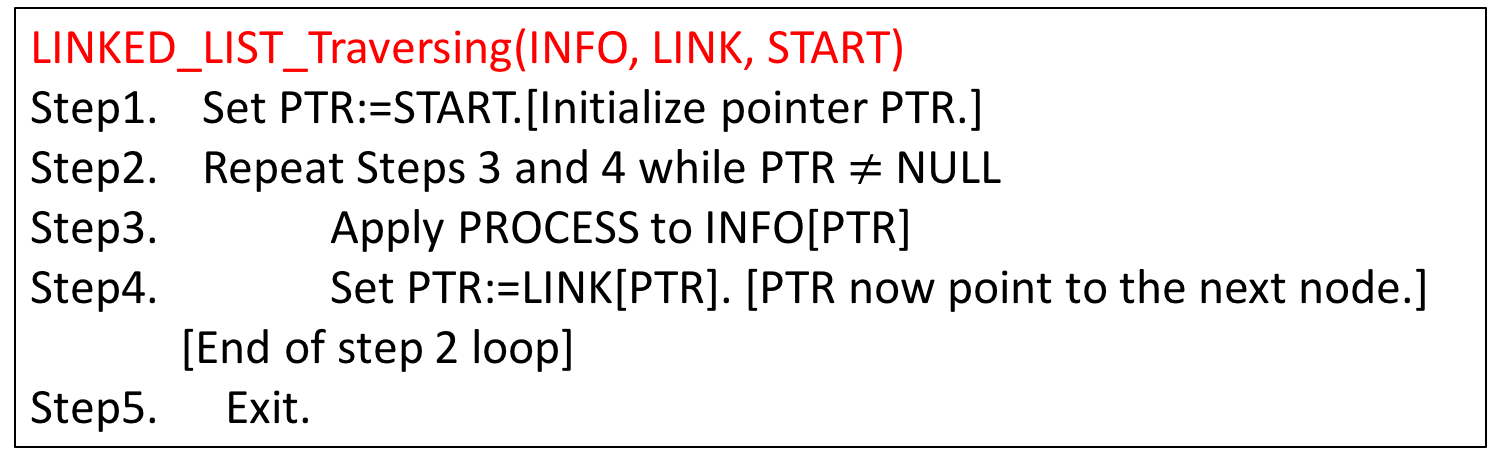 LINKED_LIST_Traversing(INFO, LINK, START)
Step1. Set PTR:=START.[Initialize pointer PTR.]
Step2. Repeat Steps 3 and 4 while PTR ≠ NULL
Step3. Apply PROCESS to INFO[PTR]
Step4. Set PTR:=LINK[PTR]. [PTR now point to the next node.]
[End of step 2 loop]
Step5. Exit.